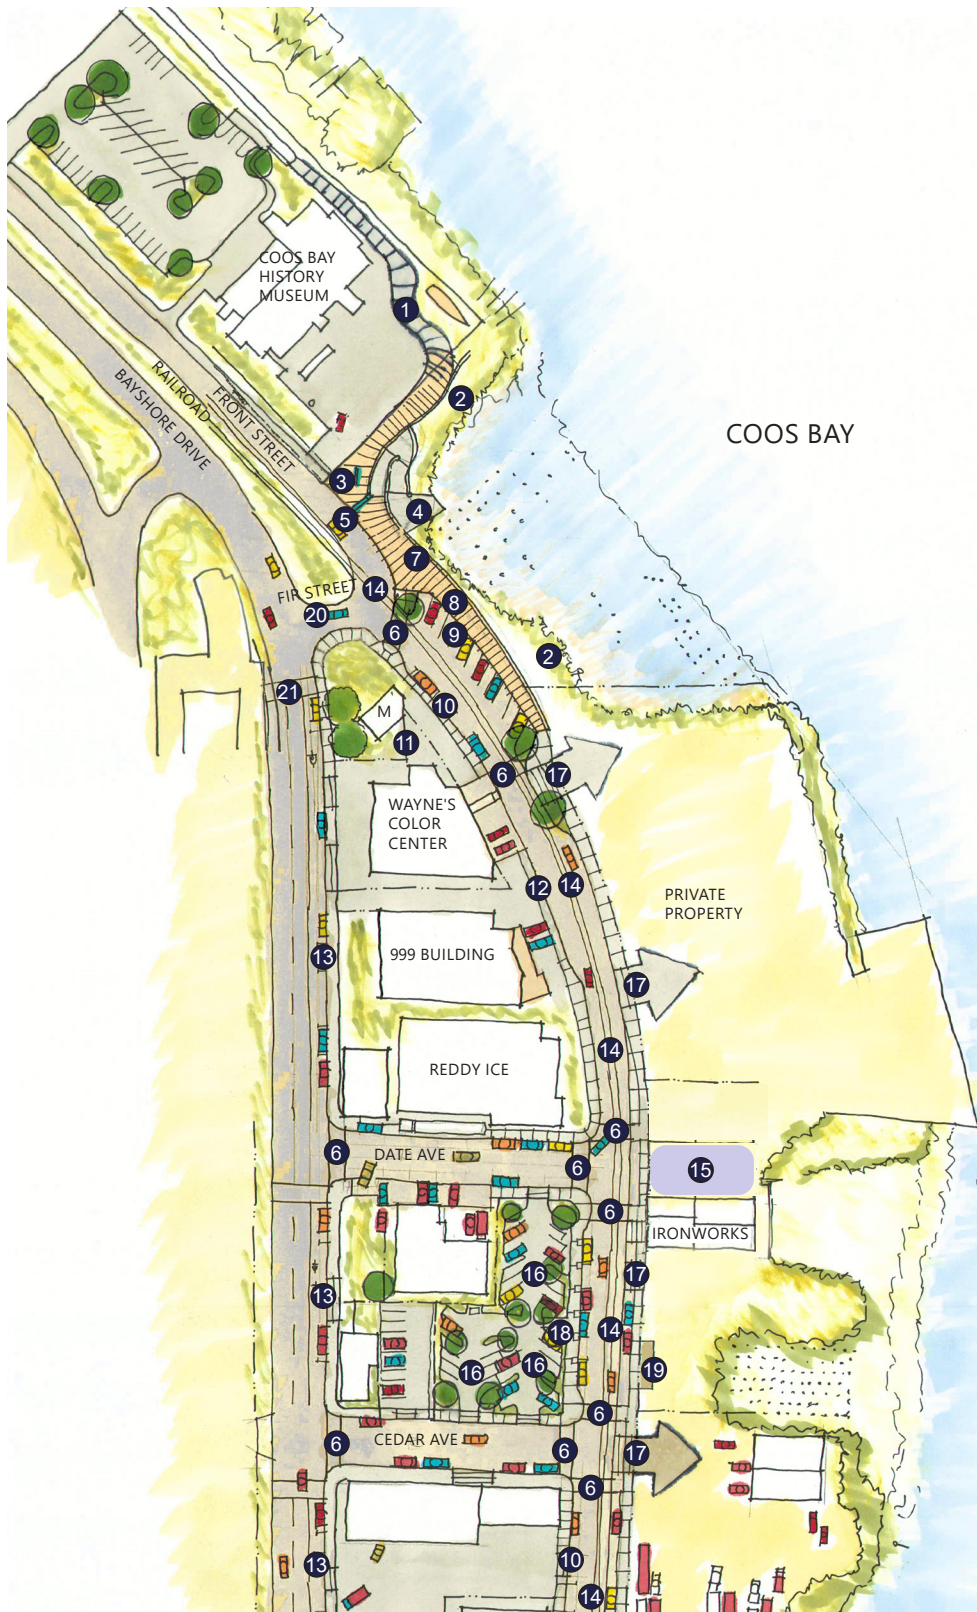 COOS BAY
HISTORY
MUSEUM
1
RAILROAD
BAYSHORE DRIVE
FRONT STREET
2
COOS BAY
3
4
5
7
FIR STREET
14
8
20
6
9
2
21
10
M
11
6
17
WAYNE'S
COLOR
CENTER
12
14
PRIVATE
PROPERTY
13
999 BUILDING
17
14
REDDY ICE
6
6
DATE AVE
6
15
6
IRONWORKS
16
17
13
18
14
16
16
19
6
6
CEDAR AVE
6
17
6
13
10
14